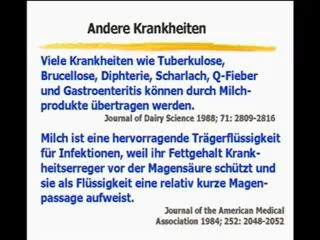 Andere Krankheiten
Viele Krankheiten wie Tuberkulose,
Brucellose, Diphterie, Scharlach, Q-Fieber
und Gastroenteritis können durch Milch-
produkte übertragen werden.
Journal of Dairy Science 1988; 71: 2809-2816
Milch ist eine hervorragende Trägerflüssigkeit
für Infektionen, weil ihr Fettgehalt Krank-
heitserreger vor der Magensäure schützt und
sie als Flüssigkeit eine relativ kurze Magen-
passage aufweist.
Journal of the American Medical
Association 1984; 252: 2048-2052